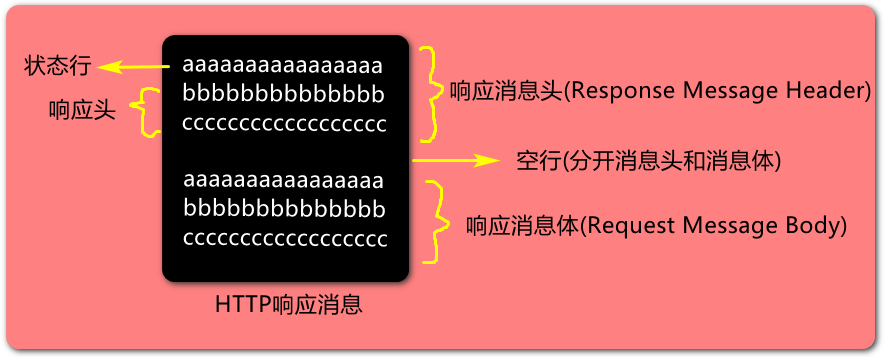 状态行
响应头
aaaaaaaaaaaaaaaa
bbbbbbbbbbbbbb
cccccccccccccccccc
aaaaaaaaaaaaaaaa
bbbbbbbbbbbbbb
cccccccccccccccccc
响应消息头(Response Message Header)
空行(分开消息头和消息体)
响应消息体(Request Message Body)
HTTP响应消息